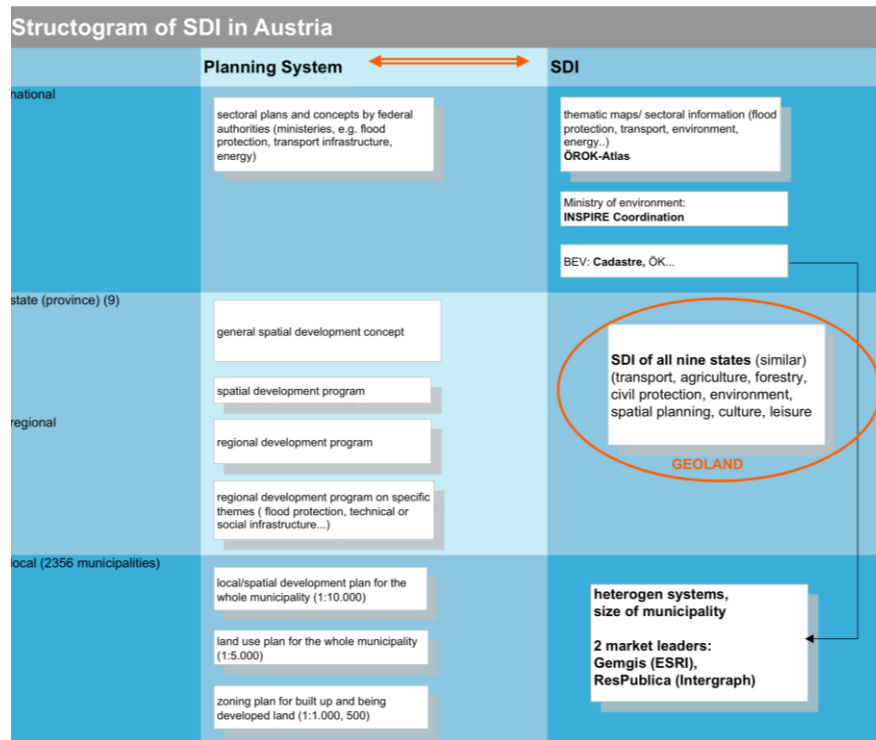 Structogram of SDI in Austria
Planning System
SDI
national
sectoral plans and concepts by federal
authorities (ministeries, e.g. flood
protection, transport infrastructure,
energy)
thematic maps/ sectoral information (flood
protection, transport, environment,
energy..)
ÖROK-Atlas
Ministry of environment:
INSPIRE Coordination
BEV: Cadastre, ÖK...
state (province) (9)
general spatial development concept
spatial development program
SDI of all nine states (similar)
(transport, agriculture, forestry,
civil protection, environment,
spatial planning, culture, leisure
GEOLAND
regional
regional development program
regional development program on specific
themes ( flood protection, technical or
social infrastructure...)
local (2356 municipalities)
local/spatial development plan for the
whole municipality (1:10.000)
land use plan for the whole municipality
(1:5.000)
zoning plan for built up and being
developed land (1:1.000, 500)
heterogen systems,
size of municipality
2 market leaders:
Gemgis (ESRI),
ResPublica (Intergraph)